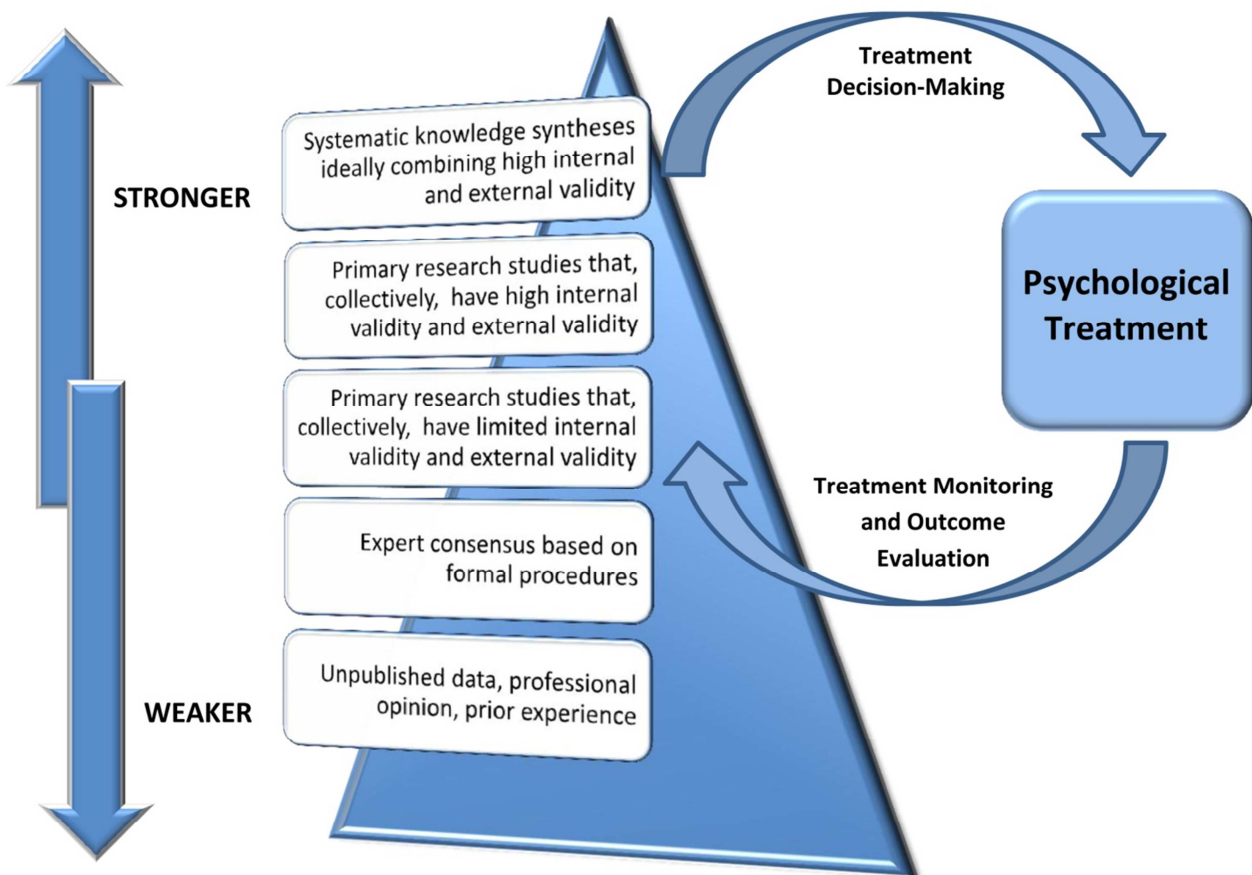 Treatment
Decision-Making
Systematic knowledge syntheses
ideally combining high internal
and external validity
STRONGER
Primary research studies that,
collectively, have high internal
validity and external validity
Psychological
Treatment
Primary research studies that,
collectively, have limited internal
validity and external validity
Treatment Monitoring
and Outcome
Evaluation
Expert consensus based on
formal procedures
Unpublished data, professional
opinion, prior experience
WEAKER